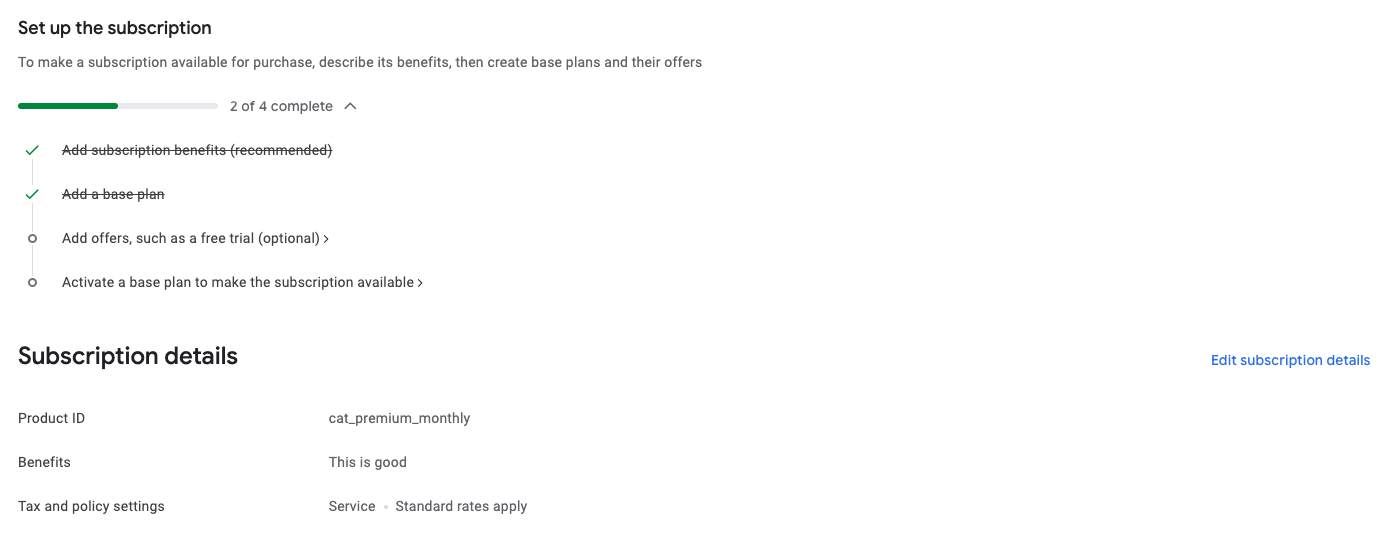 Set up the subscription
To make a subscription available for purchase, describe its benefits, then create base plans and their offers
2 of 4 complete
Add subscription benefits (recommended)
Add a base plan
Add offers, such as a free trial (optional)
Activate a base plan to make the subscription available
Subscription details
Edit subscription details
Product ID cat_premium_monthly
Benefits This is good
Tax and policy settings Service • Standard rates apply